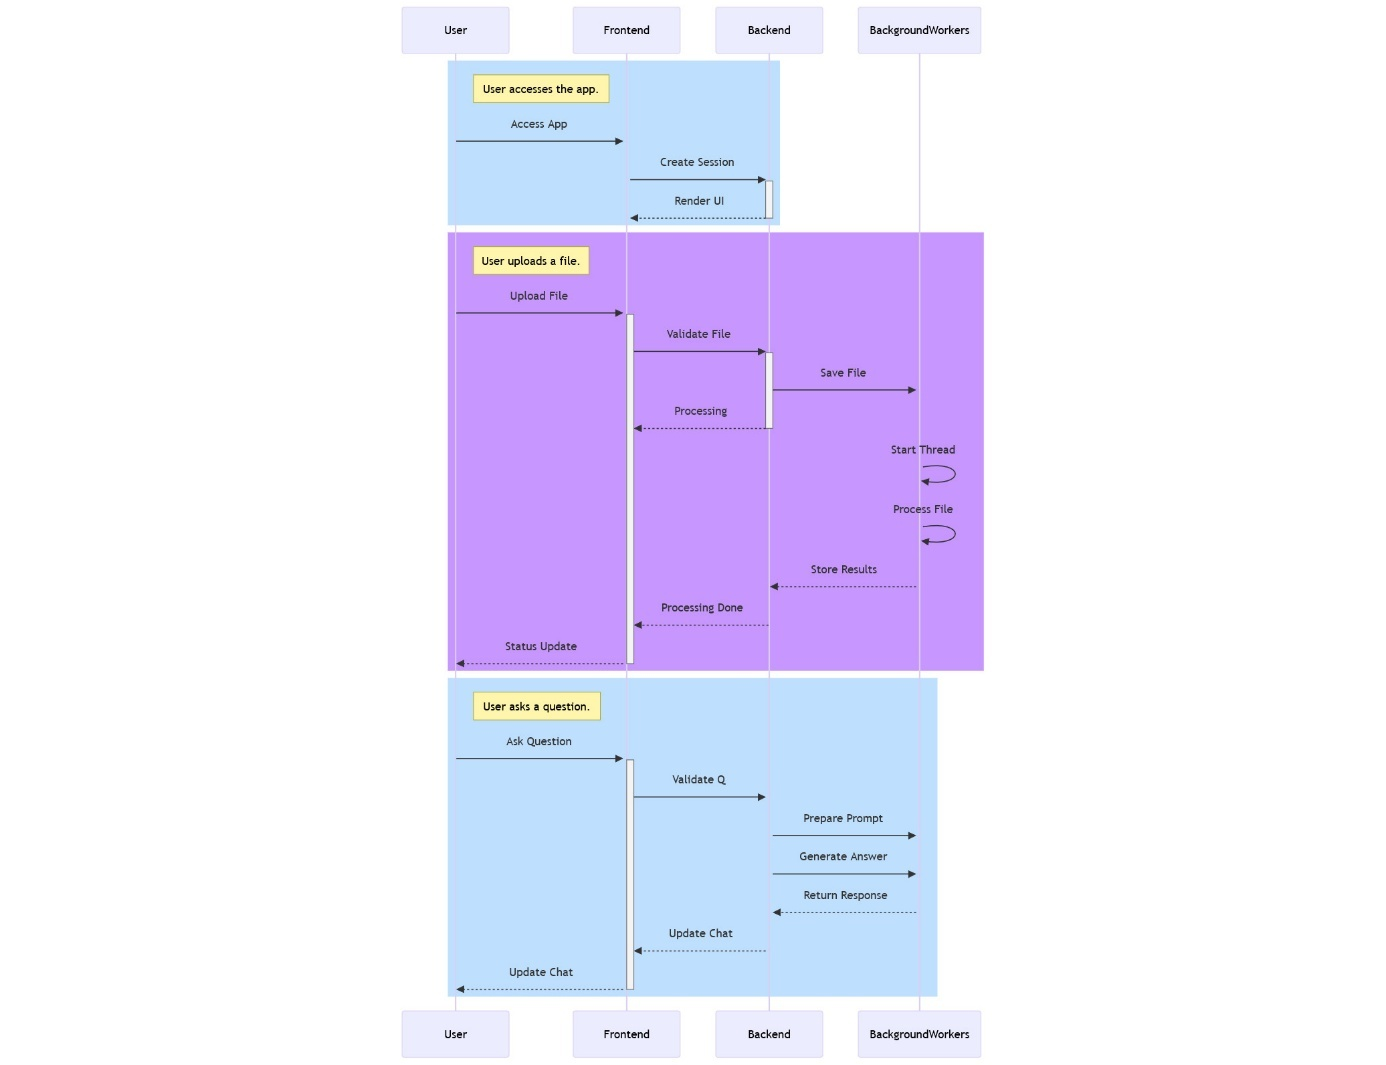 User
Frontend
Backend
BackgroundWorkers
User accesses the app.
Access App
Create Session
Render UI
User uploads a file.
Upload File
Validate File
Save File
Processing
Start Thread
Process File
Store Results
Processing Done
Status Update
User asks a question.
Ask Question
Validate Q
Prepare Prompt
Generate Answer
Return Response
Update Chat
Update Chat
User
Frontend
Backend
BackgroundWorkers